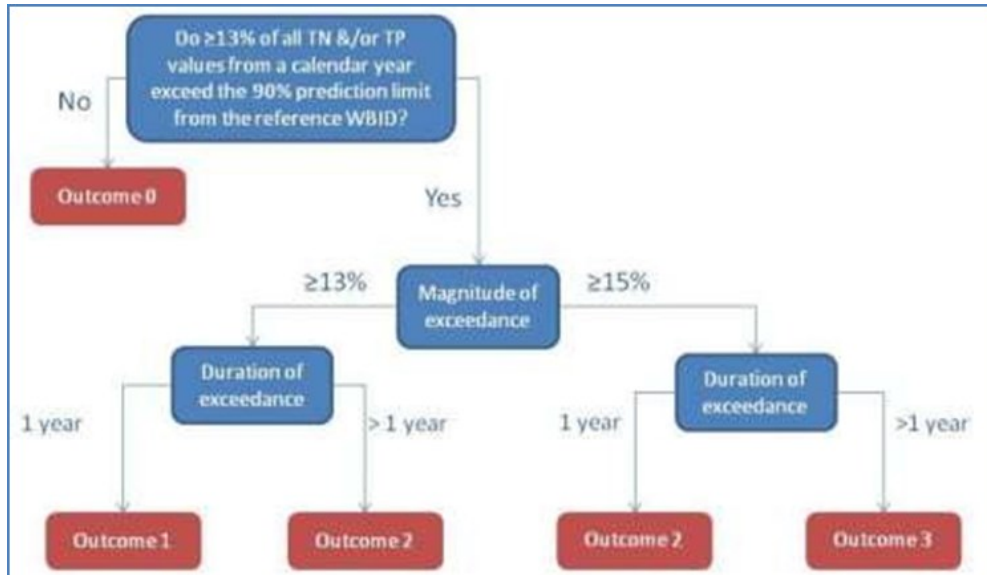 Do ≥13% of all TN &/or TP
values from a calendar year
exceed the 90% prediction limit
from the reference WBID?
No
Outcome 0
Yes
≥13%
Magnitude of
exceedance
≥15%
Duration of
exceedance
Duration of
exceedance
1 year
>1 year
1 year
>1 year
Outcome 1
Outcome 2
Outcome 2
Outcome 3